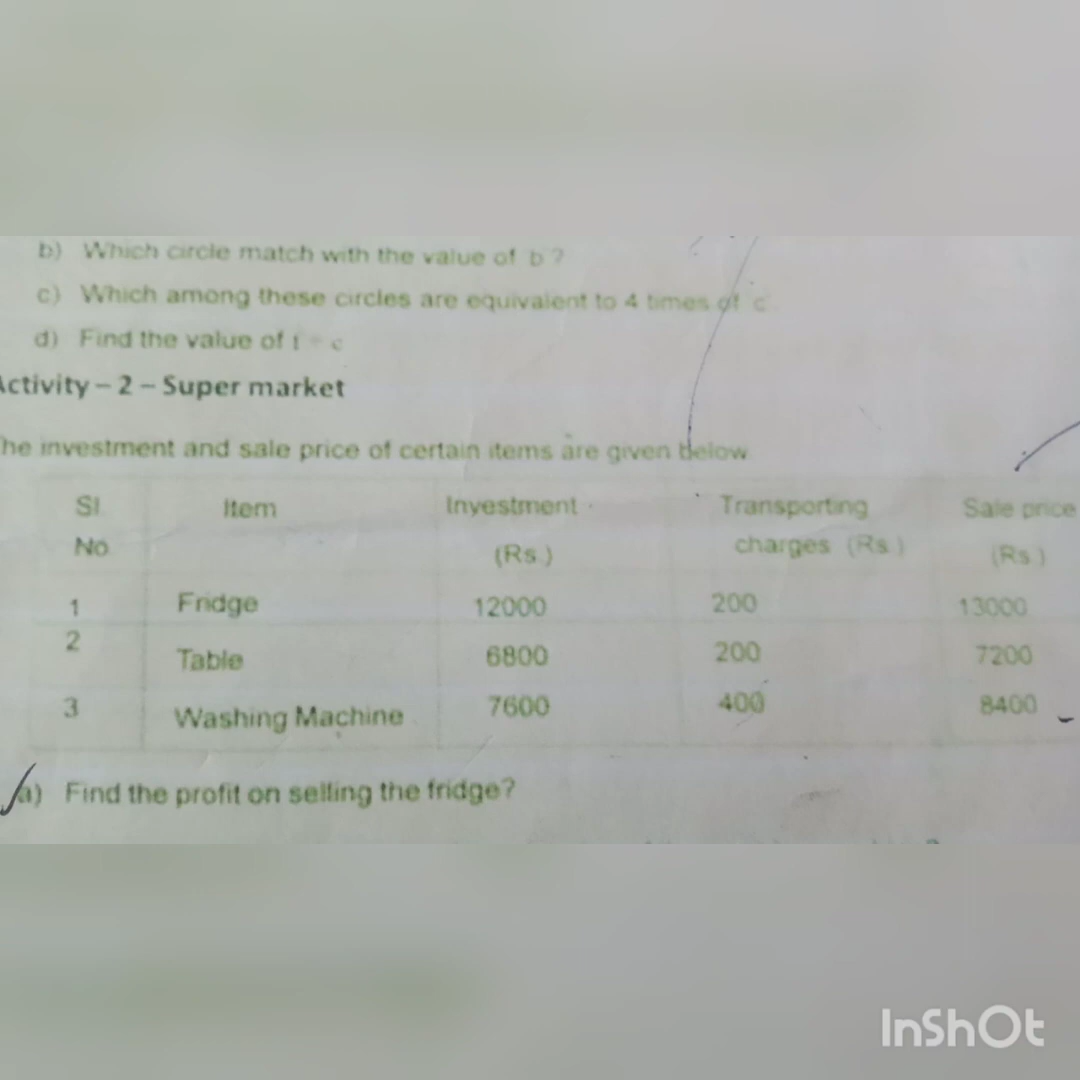 b) Which circle match with the value of b ?
c) Which among these circles are equivalent to 4 times of c.
d) Find the value of f ÷ c
Activity – 2 – Super market
he investment and sale price of certain items are given below
Sl No Item Investment (Rs.) Transporting charges (Rs.) Sale price (Rs.)
1 Fridge 12000 200 13000
2 Table 6800 200 7200
3 Washing Machine 7600 400 8400
a) Find the profit on selling the fridge?
InShOt